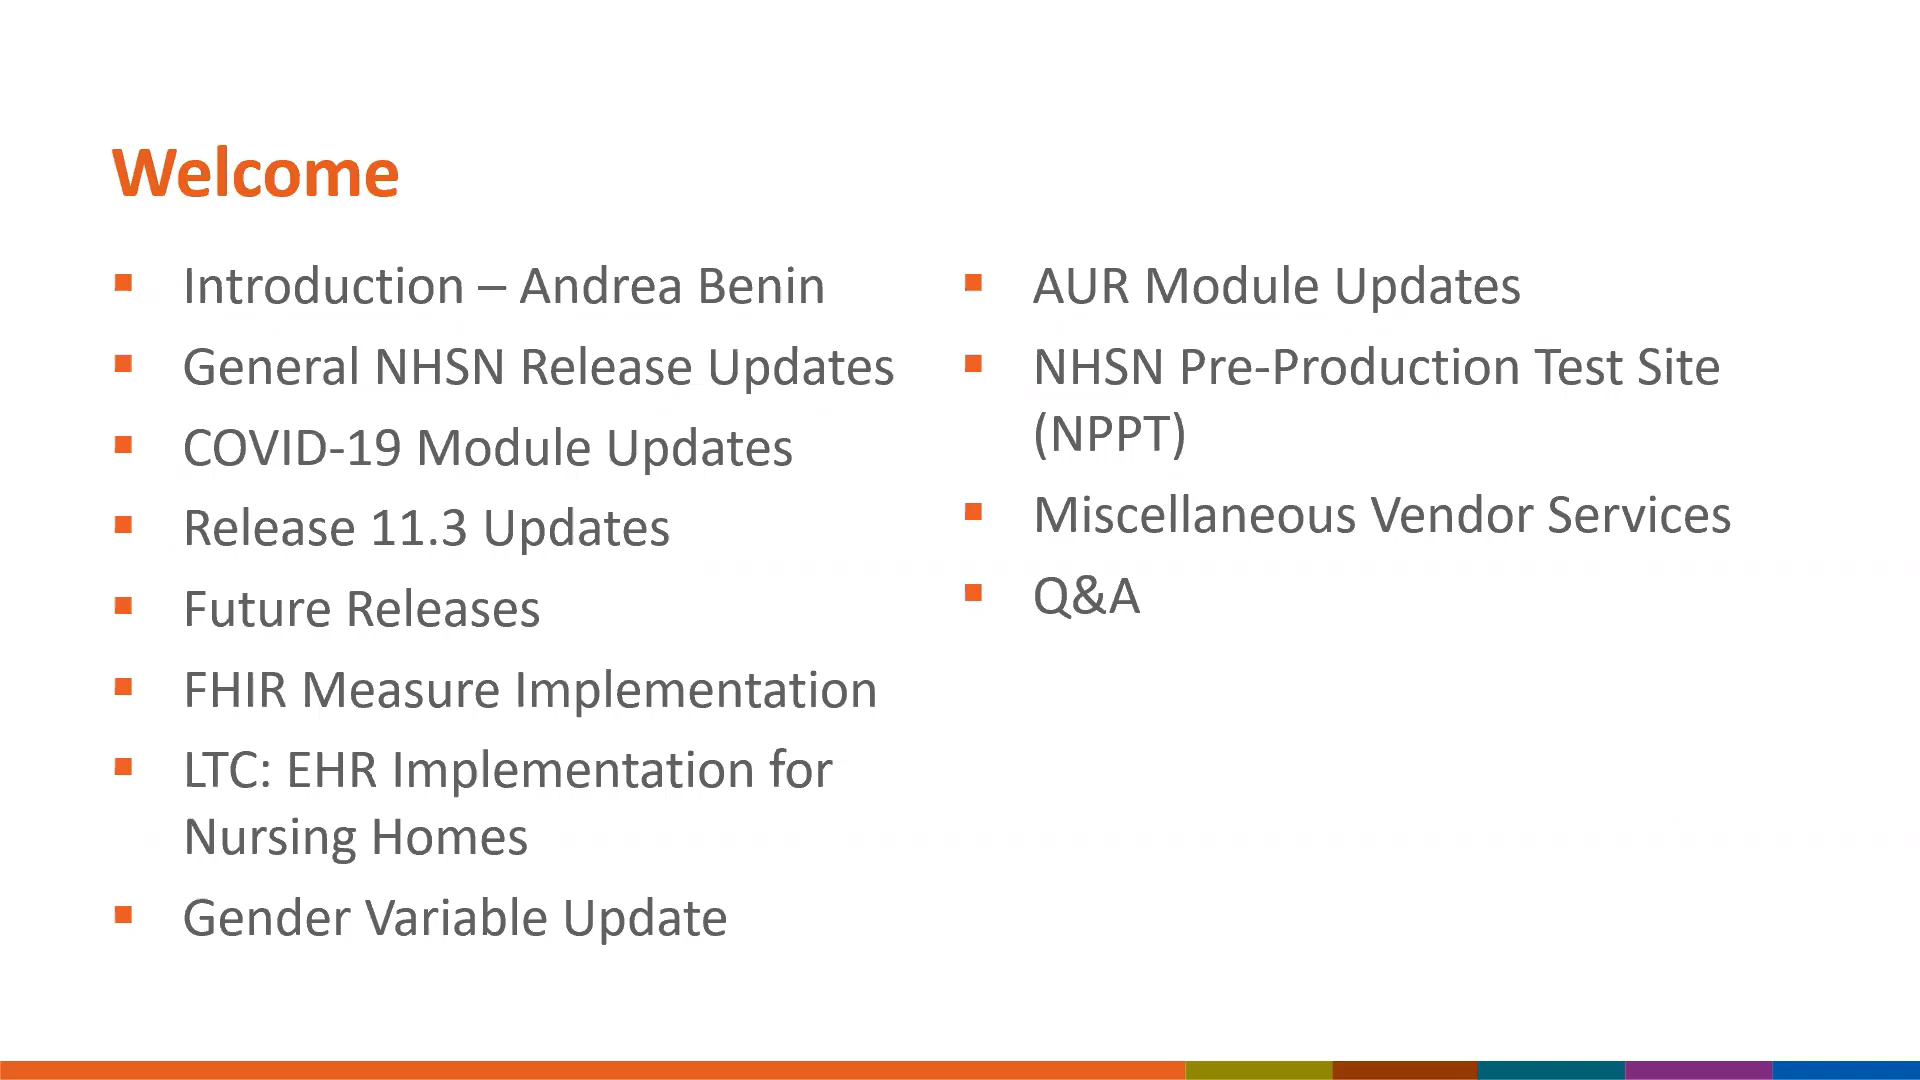 Welcome
▪ Introduction – Andrea Benin
▪ General NHSN Release Updates
▪ COVID-19 Module Updates
▪ Release 11.3 Updates
▪ Future Releases
▪ FHIR Measure Implementation
▪ LTC: EHR Implementation for
Nursing Homes
▪ Gender Variable Update
▪ AUR Module Updates
▪ NHSN Pre-Production Test Site
(NPPT)
▪ Miscellaneous Vendor Services
▪ Q&A